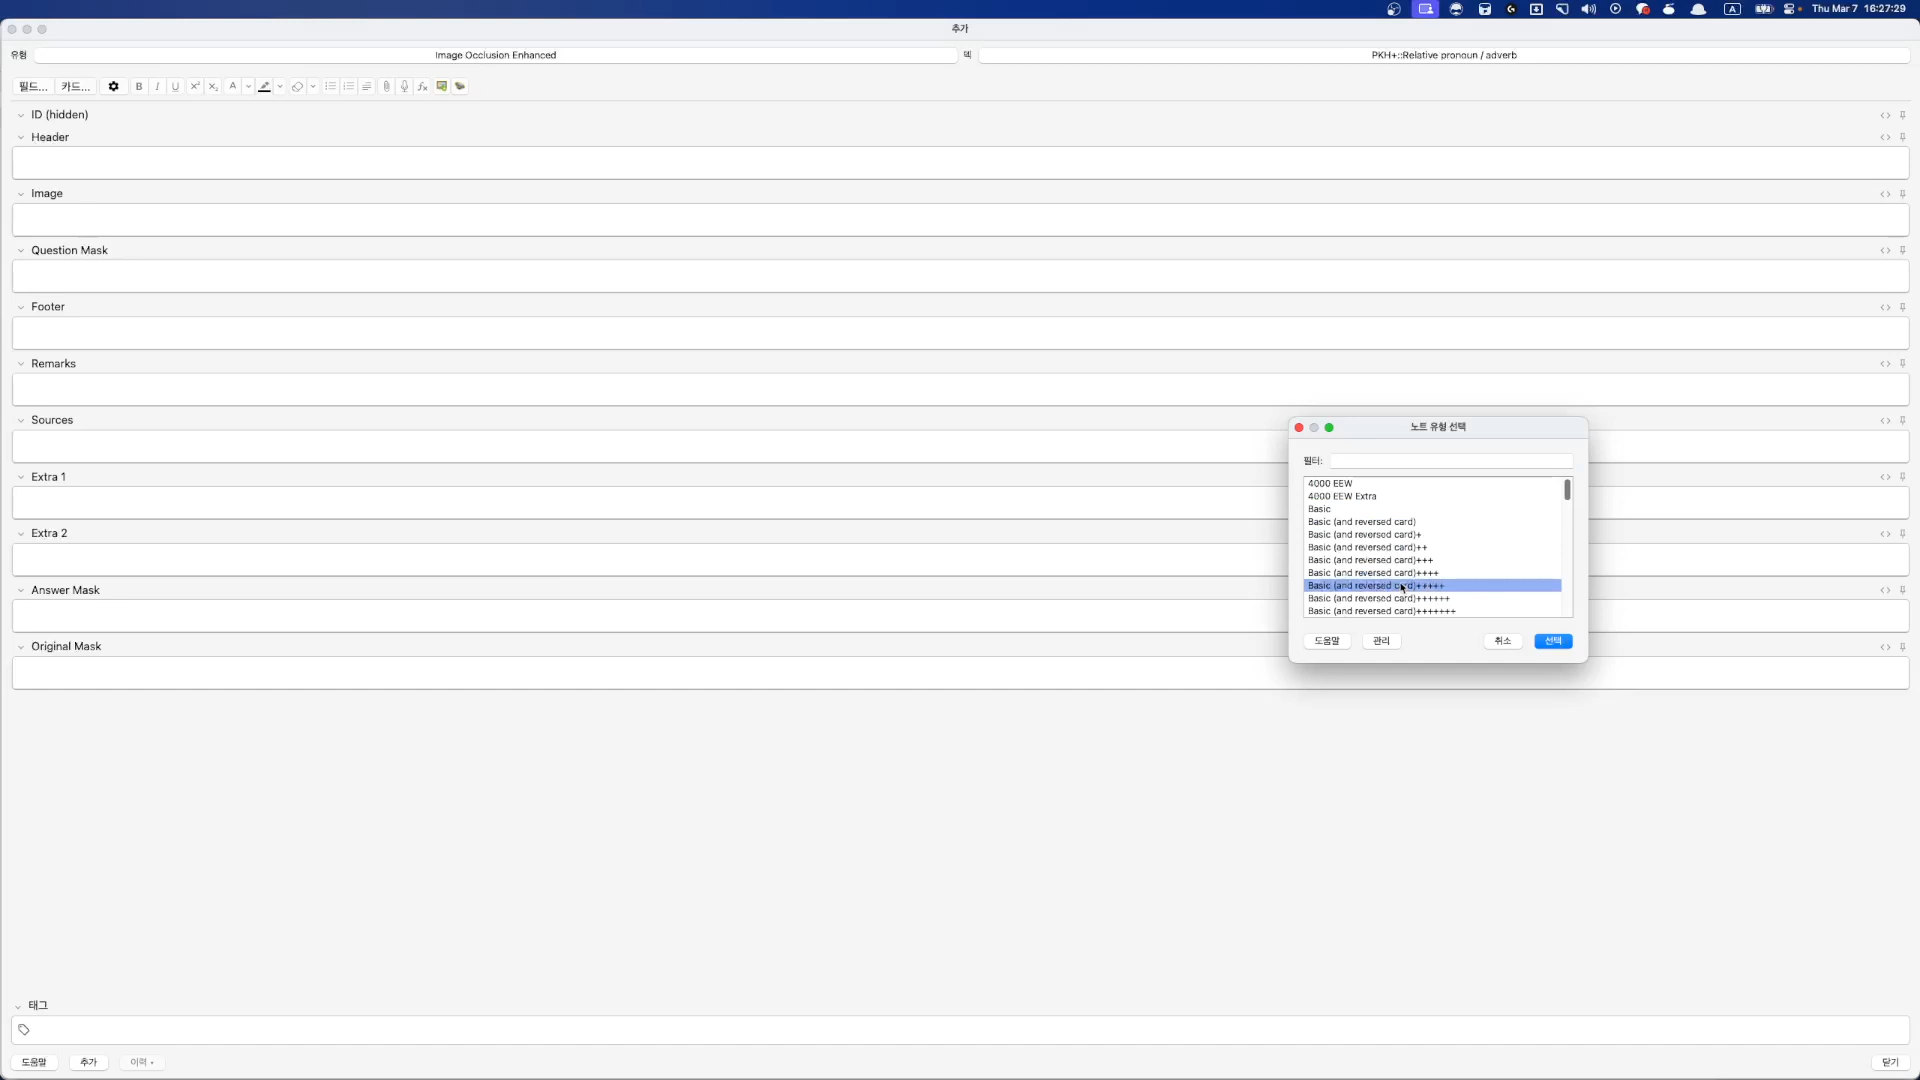 Thu Mar 7 16:27:29
추가
유형 Image Occlusion Enhanced 덱 PKH+::Relative pronoun / adverb
필드... 카드... B I U X² X₂ A fx
ID (hidden)
Header
Image
Question Mask
Footer
Remarks
Sources
Extra 1
Extra 2
Answer Mask
Original Mask
노트 유형 선택
필터:
4000 EEW
4000 EEW Extra
Basic
Basic (and reversed card)
Basic (and reversed card)+
Basic (and reversed card)++
Basic (and reversed card)+++
Basic (and reversed card)++++
Basic (and reversed card)+++++
Basic (and reversed card)++++++
Basic (and reversed card)+++++++
도움말 관리 취소 선택
태그
도움말 추가 이력 닫기